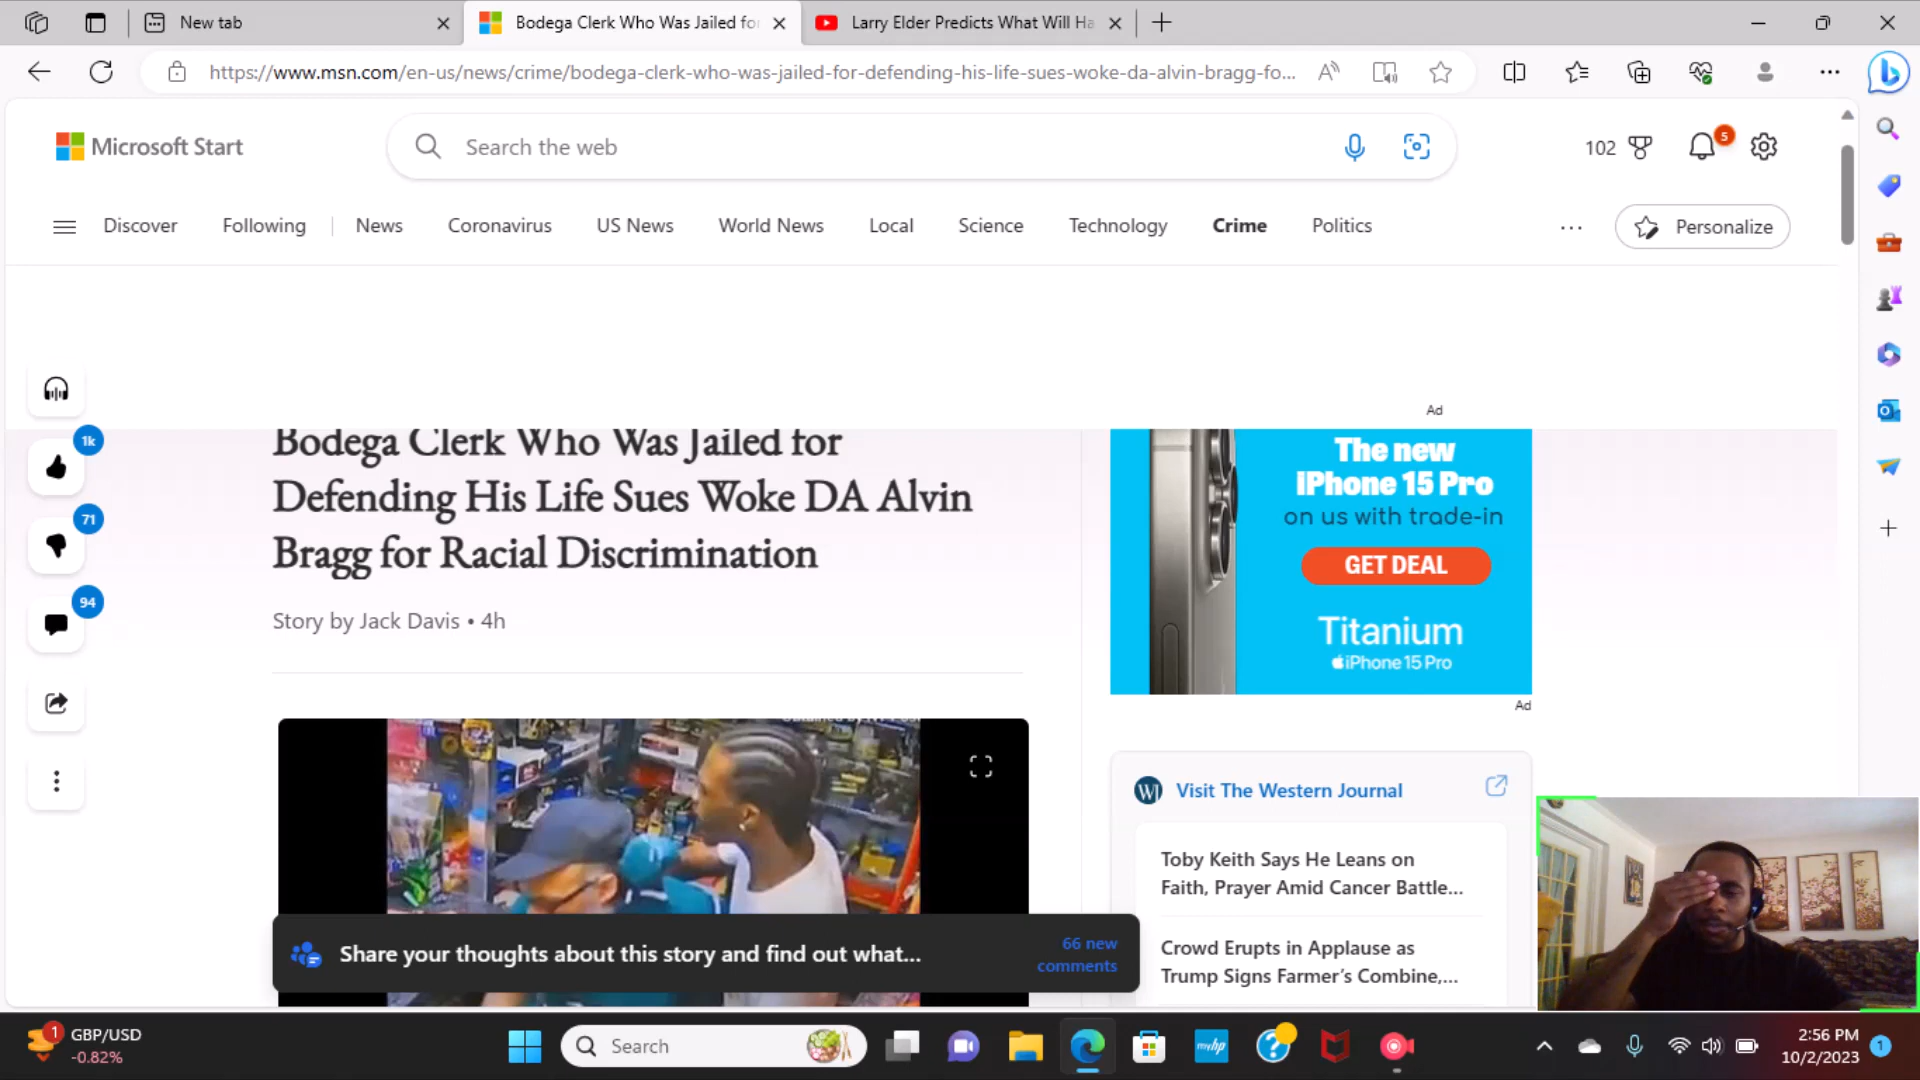 New tab
Bodega Clerk Who Was Jailed for
Larry Elder Predicts What Will Ha
https://www.msn.com/en-us/news/crime/bodega-clerk-who-was-jailed-for-defending-his-life-sues-woke-da-alvin-bragg-fo...
Microsoft Start
Search the web
102
5
Discover
Following
News
Coronavirus
US News
World News
Local
Science
Technology
Crime
Politics
Personalize
Ad
1k
71
94
Bodega Clerk Who Was Jailed for
Defending His Life Sues Woke DA Alvin
Bragg for Racial Discrimination
Story by Jack Davis • 4h
The new
iPhone 15 Pro
on us with trade-in
GET DEAL
Titanium
iPhone 15 Pro
Ad
Visit The Western Journal
Toby Keith Says He Leans on
Faith, Prayer Amid Cancer Battle...
Crowd Erupts in Applause as
Trump Signs Farmer's Combine,...
Share your thoughts about this story and find out what...
66 new
comments
1
GBP/USD
-0.82%
Search
myhp
2:56 PM
10/2/2023
1